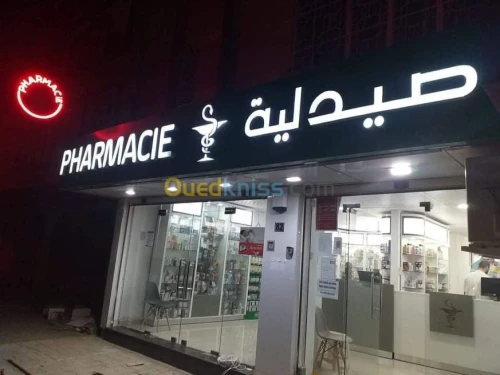 PHARMACIE
PHARMACIE صيدلية
Ouedkniss.com